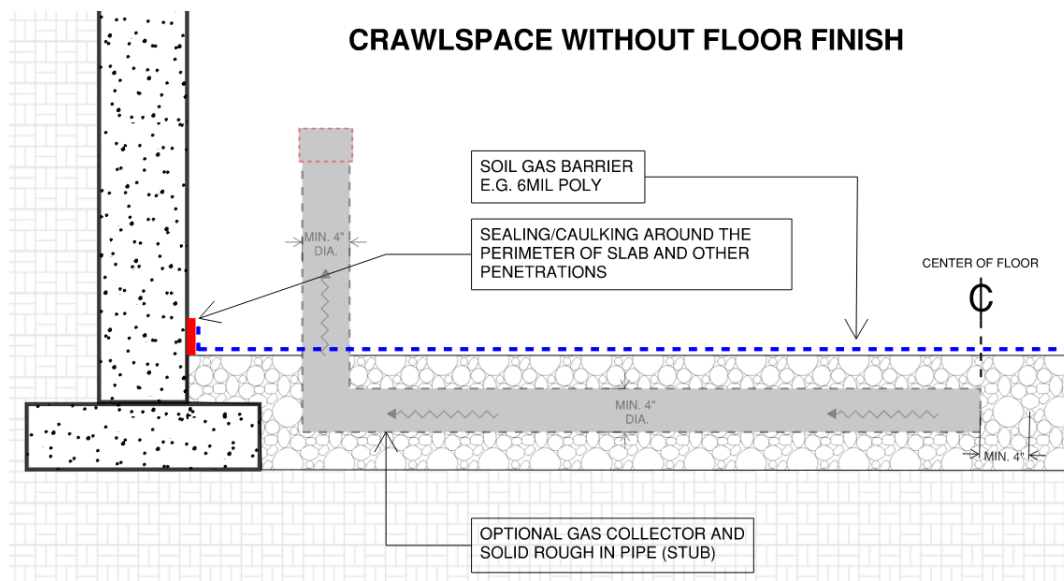 CRAWLSPACE WITHOUT FLOOR FINISH
SOIL GAS BARRIER
E.G. 6MIL POLY
SEALING/CAULKING AROUND THE
PERIMETER OF SLAB AND OTHER
PENETRATIONS
MIN. 4"
DIA.
CENTER OF FLOOR
℄
MIN. 4"
DIA.
MIN. 4"
OPTIONAL GAS COLLECTOR AND
SOLID ROUGH IN PIPE (STUB)